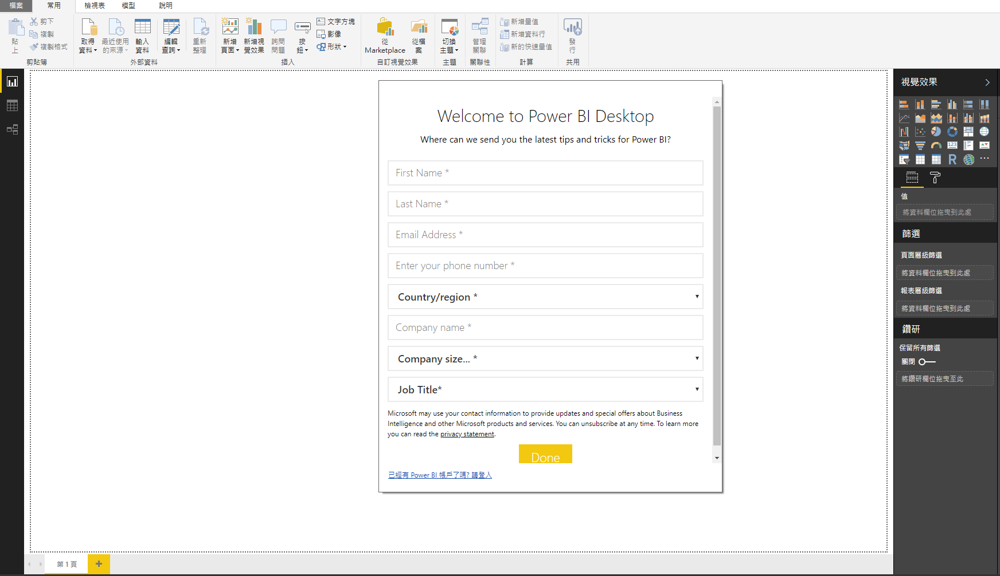 檔案 常用 檢視表 模型 說明
貼上 剪下 複製 複製格式
剪貼簿
取得資料 最近使用的來源 輸入資料 編輯查詢 重新整理
外部資料
新增頁面 新增視覺效果 詢問問題 按鈕 文字方塊 影像 形狀
插入
從 Marketplace 從檔案
自訂視覺效果
切換主題
主題
管理關聯
關聯性
新增量值
新增資料行
新的快速量值
計算
發行
共用
Welcome to Power BI Desktop
Where can we send you the latest tips and tricks for Power BI?
First Name *
Last Name *
Email Address *
Enter your phone number *
Country/region *
Company name *
Company size... *
Job Title*
Microsoft may use your contact information to provide updates and special offers about Business
Intelligence and other Microsoft products and services. You can unsubscribe at any time. To learn more
you can read the privacy statement.
Done
已經有 Power BI 帳戶了嗎? 請登入
視覺效果
123
R
值
將資料欄位拖曳到此處
篩選
頁面層級篩選
將資料欄位拖曳到此處
報表層級篩選
將資料欄位拖曳到此處
鑽研
保留所有篩選
關閉
將鑽研欄位拖曳至此
第 1 頁